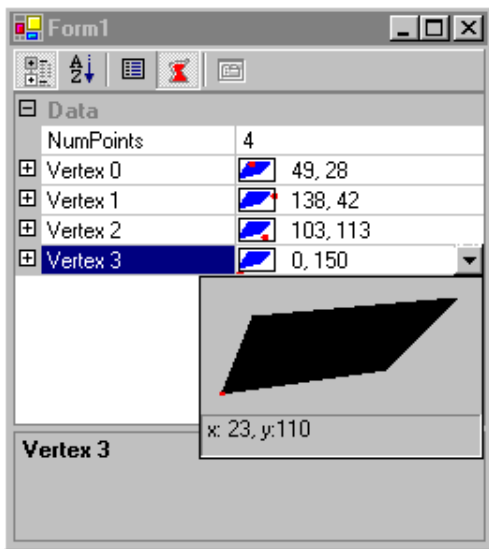 Form1
Data
NumPoints 4
Vertex 0 49, 28
Vertex 1 138, 42
Vertex 2 103, 113
Vertex 3 0, 150
x: 23, y:110
Vertex 3